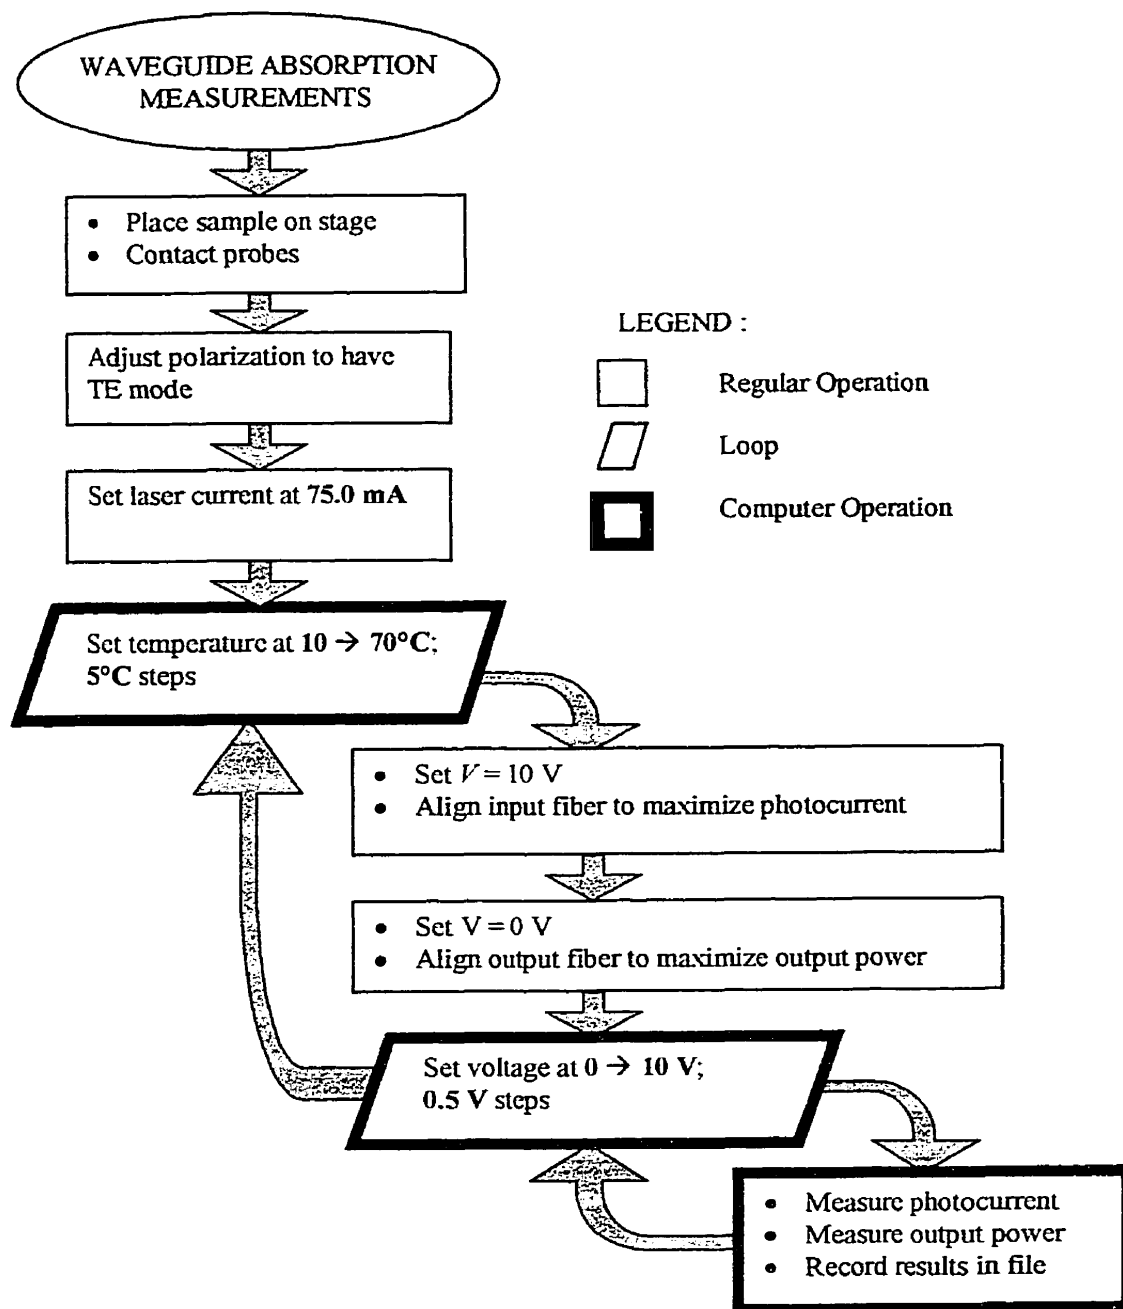 WAVEGUIDE ABSORPTION
MEASUREMENTS
• Place sample on stage
• Contact probes
Adjust polarization to have
TE mode
Set laser current at 75.0 mA
LEGEND :
Regular Operation
Loop
Computer Operation
Set temperature at 10 → 70°C;
5°C steps
• Set V = 10 V
• Align input fiber to maximize photocurrent
• Set V = 0 V
• Align output fiber to maximize output power
Set voltage at 0 → 10 V;
0.5 V steps
• Measure photocurrent
• Measure output power
• Record results in file